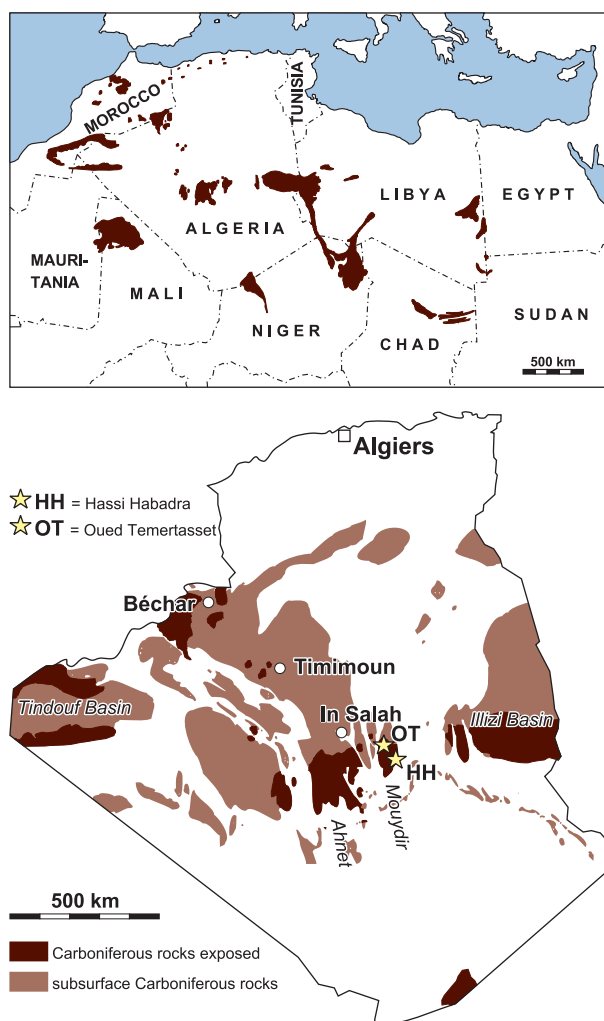 MOROCCO
TUNISIA
ALGERIA
LIBYA
EGYPT
MAURI-
TANIA
MALI
NIGER
CHAD
SUDAN
500 km
Algiers
HH = Hassi Habadra
OT = Oued Temertasset
Béchar
Timimoun
Tindouf Basin
In Salah
Illizi Basin
OT
HH
Mouydir
Ahnet
500 km
Carboniferous rocks exposed
subsurface Carboniferous rocks